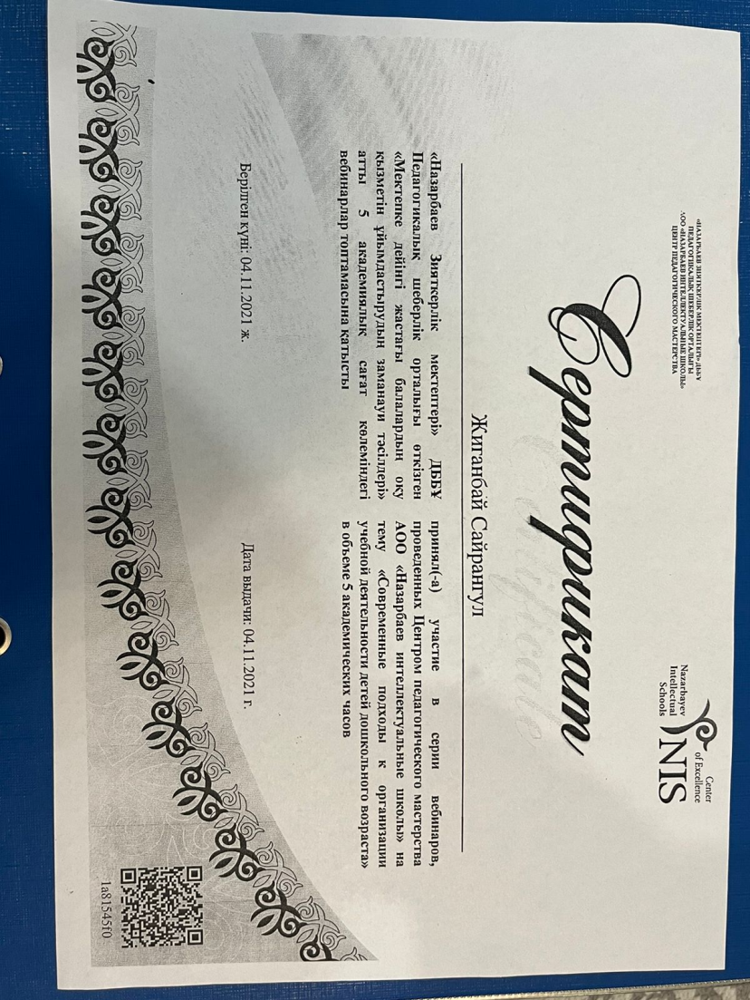 «НАЗАРБАЕВ ЗИЯТКЕРЛІК МЕКТЕПТЕРІ» ДББҰ
ПЕДАГОГИКАЛЫҚ ШЕБЕРЛІК ОРТАЛЫҒЫ
АОО «НАЗАРБАЕВ ИНТЕЛЛЕКТУАЛЬНЫЕ ШКОЛЫ»
ЦЕНТР ПЕДАГОГИЧЕСКОГО МАСТЕРСТВА
Center
of Excellence
Nazarbayev
Intellectual
Schools
NIS
Сертификат
Certificate
Жиганбай Сайрангул
«Назарбаев Зияткерлік мектептері» ДББҰ
Педагогикалық шеберлік орталығы өткізген
«Мектепке дейінгі жастағы балалардың оқу
қызметін ұйымдастырудың заманауи тәсілдері»
атты 5 академиялық сағат көлеміндегі
вебинарлар топтамасына қатысты
принял(-а) участие в серии вебинаров,
проведенных Центром педагогического мастерства
АОО «Назарбаев интеллектуальные школы» на
тему «Современные подходы к организации
учебной деятельности детей дошкольного возраста»
в объеме 5 академических часов
Берілген күні: 04.11.2021 ж.
Дата выдачи: 04.11.2021 г.
1a81545f0